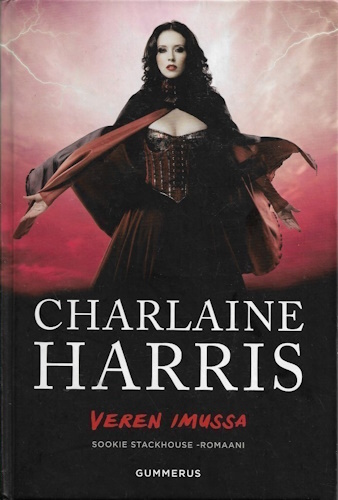 CHARLAINE
HARRIS
VEREN IMUSSA
SOOKIE STACKHOUSE -ROMAANI
GUMMERUS